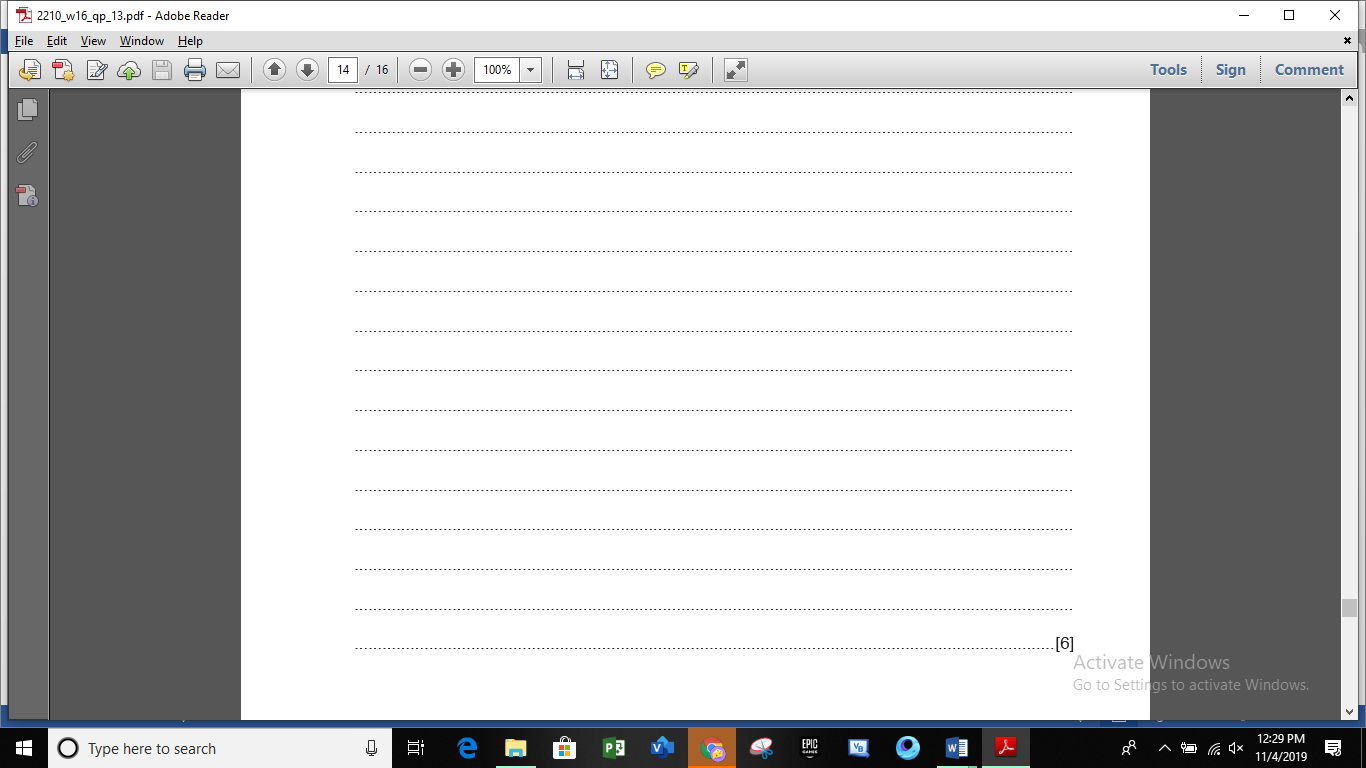 2210_w16_qp_13.pdf - Adobe Reader
File Edit View Window Help
14 / 16 100% Tools Sign Comment
[6]
Activate Windows
Go to Settings to activate Windows.
Type here to search
12:29 PM
11/4/2019
EPIC
GAMES